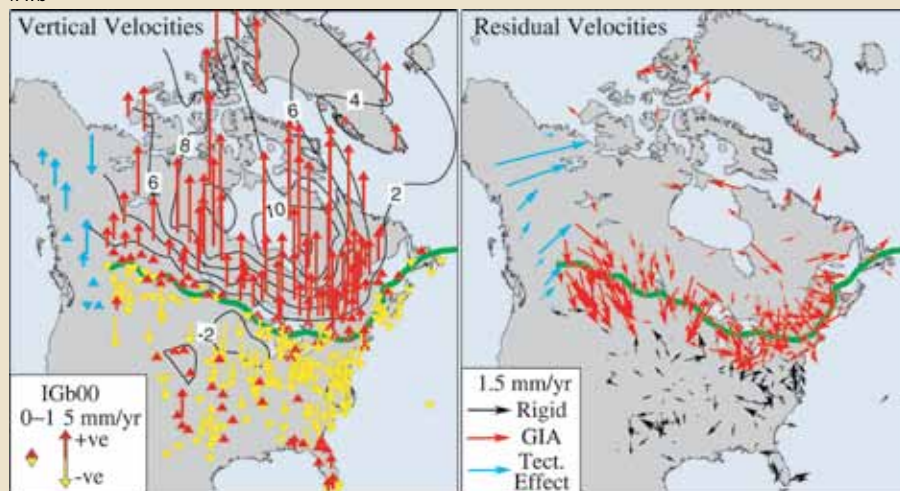 Vertical Velocities
6
4
8
6
2
10
-2
IGb00
0–1 5 mm/yr
+ve
-ve
Residual Velocities
1.5 mm/yr
Rigid
GIA
Tect.
Effect